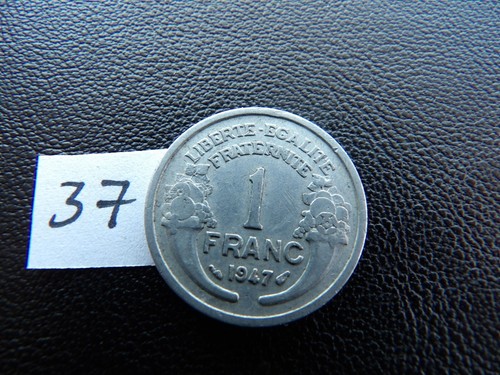 37
LIBERTE·EGALITE
FRATERNITE
1
FRANC
1947